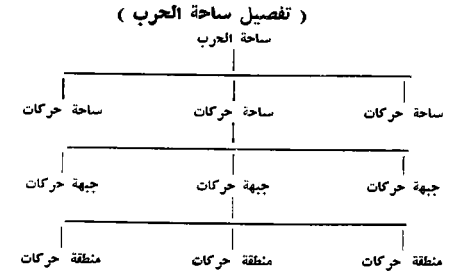 ( تفصيل ساحة الحرب )
ساحة الحرب
ساحة حركات ساحة حركات ساحة حركات
جبهة حركات جبهة حركات جبهة حركات
منطقة حركات منطقة حركات منطقة حركات